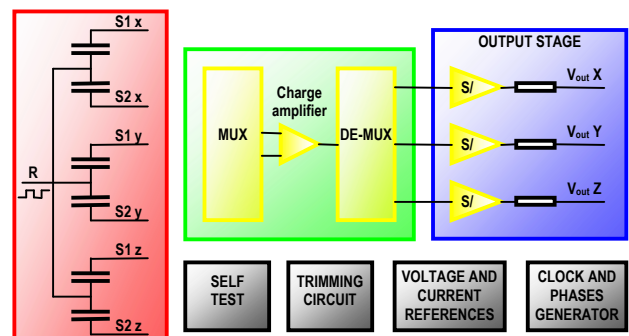 S1 x
S2 x
S1 y
R
S2 y
S1 z
S2 z
MUX
Charge
amplifier
DE-MUX
OUTPUT STAGE
S/
Vout X
S/
Vout Y
S/
Vout Z
SELF
TEST
TRIMMING
CIRCUIT
VOLTAGE AND
CURRENT
REFERENCES
CLOCK AND
PHASES
GENERATOR